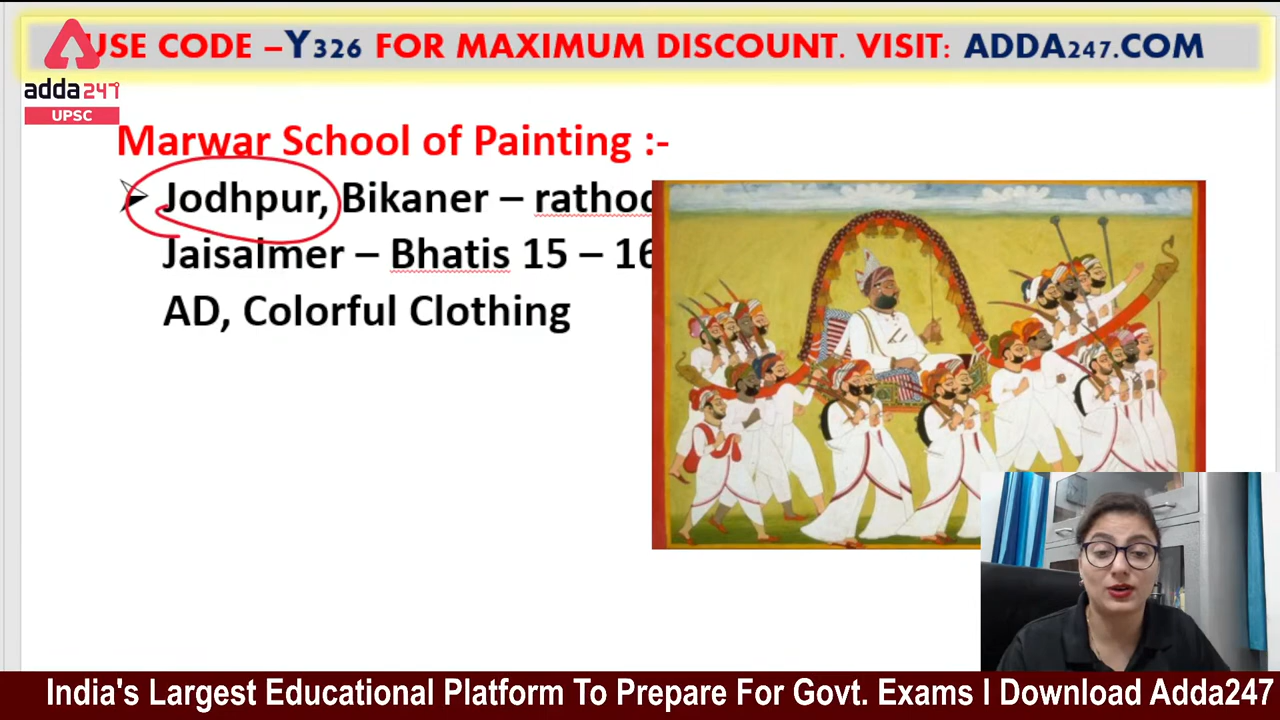 USE CODE –Y326 FOR MAXIMUM DISCOUNT. VISIT: ADDA247.COM
adda247
UPSC
Marwar School of Painting :-
Jodhpur, Bikaner – rathod
Jaisalmer – Bhatis 15 – 16
AD, Colorful Clothing
India's Largest Educational Platform To Prepare For Govt. Exams I Download Adda247